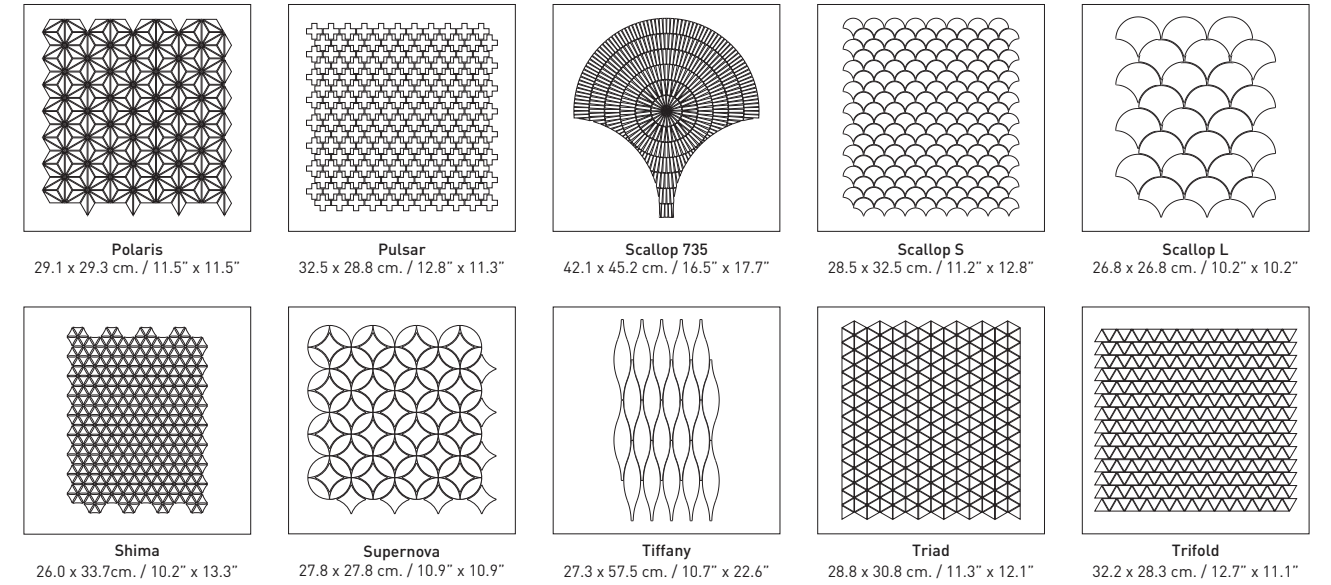 Polaris
29.1 x 29.3 cm. / 11.5” x 11.5”
Pulsar
32.5 x 28.8 cm. / 12.8” x 11.3”
Scallop 735
42.1 x 45.2 cm. / 16.5” x 17.7”
Scallop S
28.5 x 32.5 cm. / 11.2” x 12.8”
Scallop L
26.8 x 26.8 cm. / 10.2” x 10.2”
Shima
26.0 x 33.7cm. / 10.2” x 13.3”
Supernova
27.8 x 27.8 cm. / 10.9” x 10.9”
Tiffany
27.3 x 57.5 cm. / 10.7” x 22.6”
Triad
28.8 x 30.8 cm. / 11.3” x 12.1”
Trifold
32.2 x 28.3 cm. / 12.7” x 11.1”